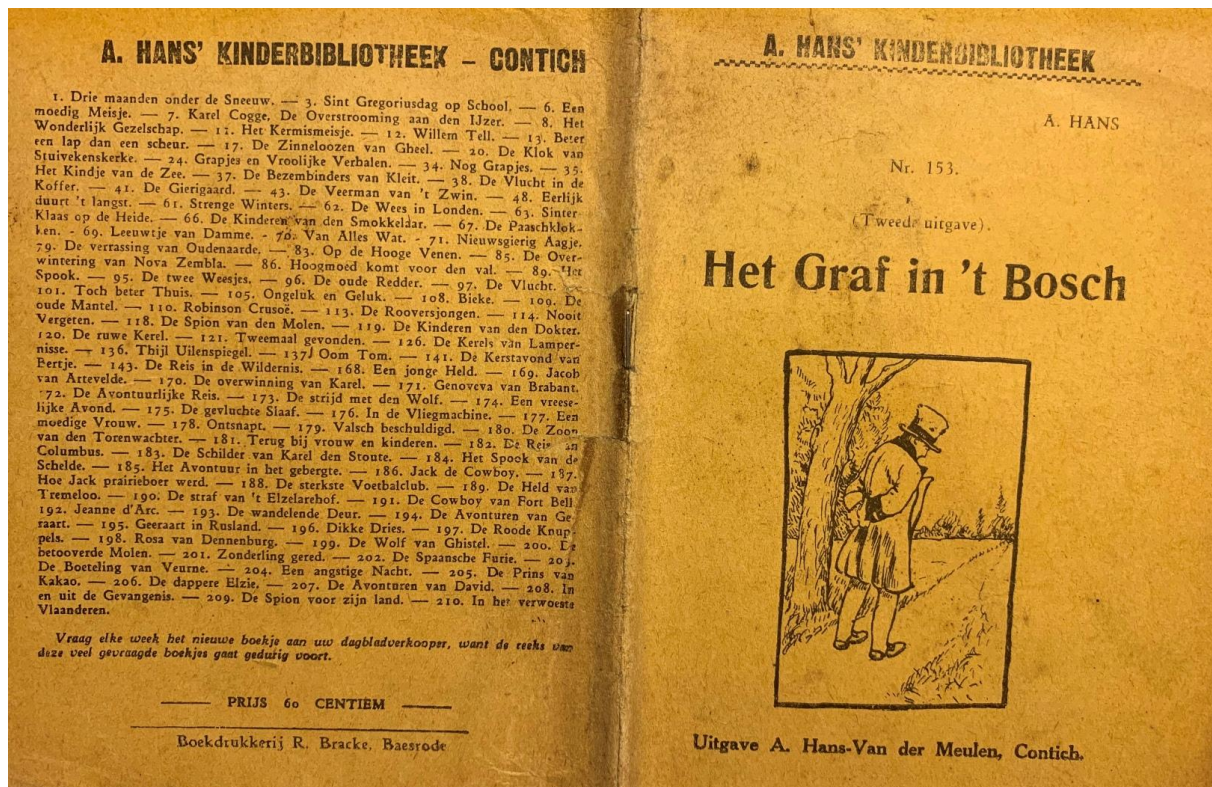 A. HANS' KINDERBIBLIOTHEEK – CONTICH
1. Drie maanden onder de Sneeuw. — 3. Sint Gregoriusdag op School. — 6. Een
moedig Meisje. — 7. Karel Cogge, De Overstrooming aan den IJzer. — 8. Het
Wonderlijk Gezelschap. — 11. Het Kermismeisje. — 12. Willem Tell. — 13. Beter
een lap dan een scheur. — 17. De Zinneloozen van Gheel. — 20. De Klok van
Stuivekenskerke. — 24. Grapjes en Vroolijke Verhalen. — 34. Nog Grapjes. — 35.
Het Kindje van de Zee. — 37. De Bezembinders van Kleit. — 38. De Vlucht in de
Koffer. — 41. De Gierigaard. — 43. De Veerman van 't Zwin. — 48. Eerlijk
duurt 't langst. — 61. Strenge Winters. — 62. De Wees in Londen. — 63. Sinter
Klaas op de Heide. — 66. De Kinderen van den Smokkelaar. — 67. De Paaschklok-
ken. - 69. Leeuwtje van Damme. - 70. Van Alles Wat. - 71. Nieuwsgierig Aagje.
79. De verrassing van Oudenaarde. — 83. Op de Hooge Venen. — 85. De Over-
wintering van Nova Zembla. — 86. Hoogmoed komt voor den val. — 89. Het
Spook. — 95. De twee Weesjes. — 96. De oude Redder. — 97. De Vlucht. —
101. Toch beter Thuis. — 105. Ongeluk en Geluk. — 108. Bieke. — 109. De
oude Mantel. — 110. Robinson Crusoë. — 113. De Rooversjongen. — 114. Nooit
Vergeten. — 118. De Spion van den Molen. — 119. De Kinderen van den Dokter.
120. De ruwe Kerel. — 121. Tweemaal gevonden. — 126. De Kerels van Lamper-
nisse. — 136. Thijl Uilenspiegel. — 137. Oom Tom. — 141. De Kerstavond van
Bertje. — 143. De Reis in de Wildernis. — 168. Een jonge Held. — 169. Jacob
van Artevelde. — 170. De overwinning van Karel. — 171. Genoveva van Brabant.
172. De Avontuurlijke Reis. — 173. De strijd met den Wolf. — 174. Een vreese-
lijke Avond. — 175. De gevluchte Slaaf. — 176. In de Vliegmachine. — 177. Een
moedige Vrouw. — 178. Ontsnapt. — 179. Valsch beschuldigd. — 180. De Zoon
van den Torenwachter. — 181. Terug bij vrouw en kinderen. — 182. De Reis van
Columbus. — 183. De Schilder van Karel den Stoute. — 184. Het Spook van de
Schelde. — 185. Het Avontuur in het gebergte. — 186. Jack de Cowboy. — 187.
Hoe Jack prairieboer werd. — 188. De sterkste Voetbalclub. — 189. De Held van
Tremeloo. — 190. De straf van 't Elzelarehof. — 191. De Cowboy van Fort Bell
192. Jeanne d'Arc. — 193. De wandelende Deur. — 194. De Avonturen van Ge-
raart. — 195. Geeraart in Rusland. — 196. Dikke Dries. — 197. De Roode Knup-
pels. — 198. Rosa van Dennenburg. — 199. De Wolf van Ghistel. — 200. De
betooverde Molen. — 201. Zonderling gered. — 202. De Spaansche Furie. — 203.
De Boeteling van Veurne. — 204. Een angstige Nacht. — 205. De Prins van
Kakao. — 206. De dappere Elzie. — 207. De Avonturen van David. — 208. In
en uit de Gevangenis. — 209. De Spion voor zijn land. — 210. In het verwoeste
Vlaanderen.
Vraag elke week het nieuwe boekje aan uw dagbladverkooper, want de reeks van
deze veel gevraagde boekjes gaat gedurig voort.
— PRIJS 60 CENTIEM —
Boekdrukkerij R. Bracke, Baesrode
A. HANS' KINDERBIBLIOTHEEK
A. HANS
Nr. 153.
(Tweede uitgave).
Het Graf in 't Bosch
Uitgave A. Hans-Van der Meulen, Contich.